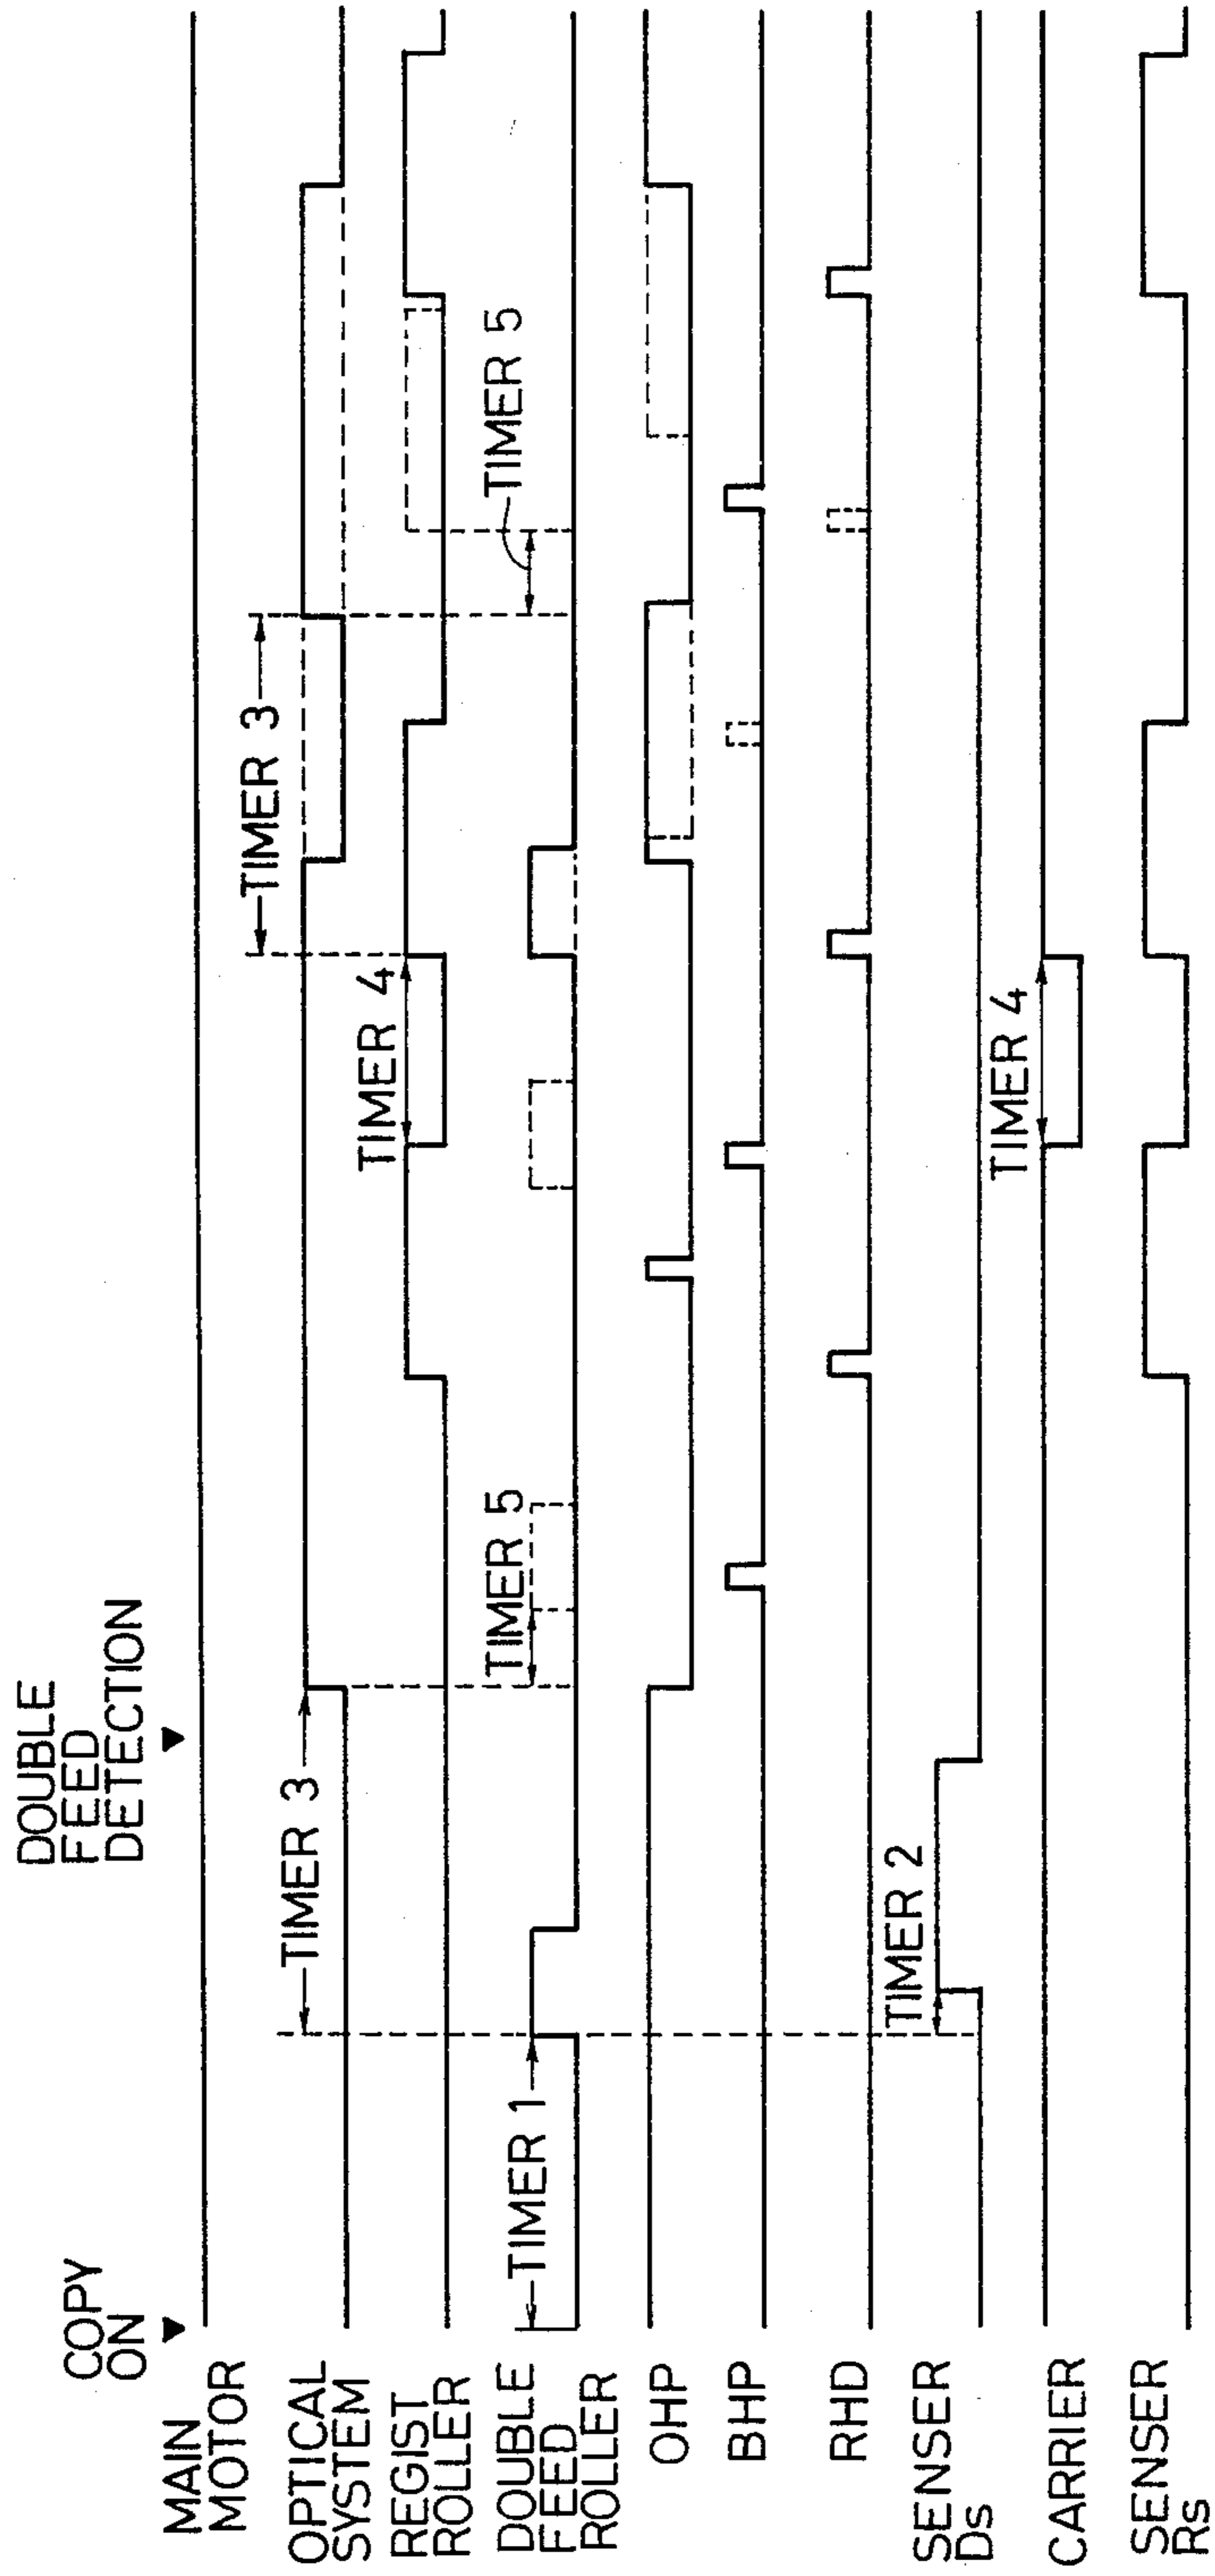 COPY
ON
DOUBLE
FEED
DETECTION
MAIN
MOTOR
OPTICAL
SYSTEM
TIMER 3
TIMER 3
REGIST
ROLLER
TIMER 4
DOUBLE
FEED
ROLLER
TIMER 1
TIMER 5
TIMER 5
OHP
BHP
RHD
SENSER
Ds
TIMER 2
CARRIER
TIMER 4
SENSER
Rs